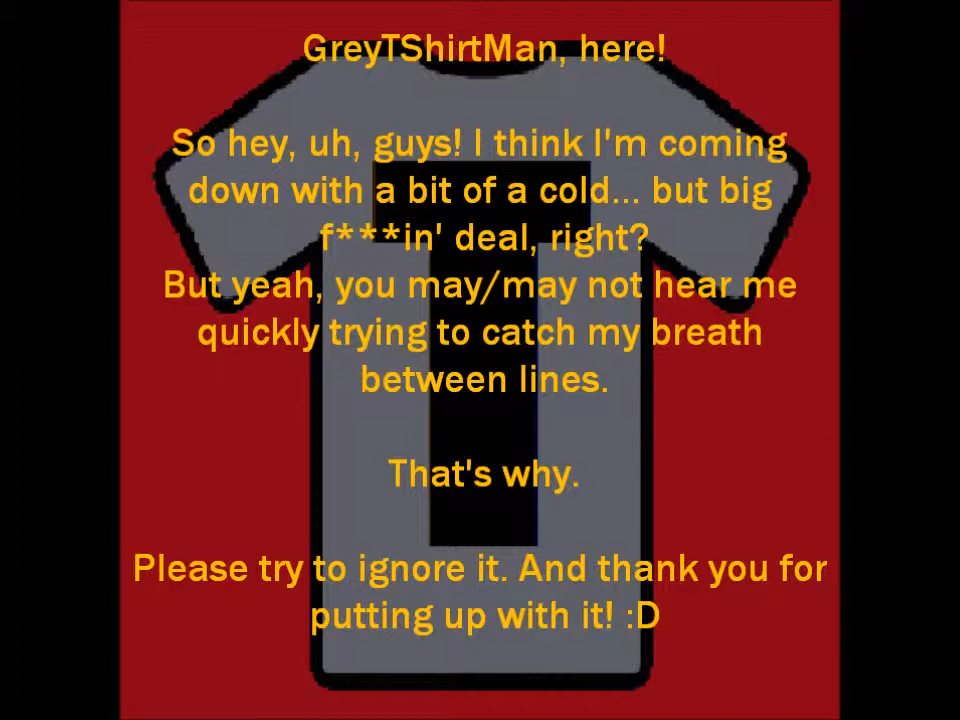 GreyTShirtMan, here!
So hey, uh, guys! I think I'm coming
down with a bit of a cold... but big
f***in' deal, right?
But yeah, you may/may not hear me
quickly trying to catch my breath
between lines.
That's why.
Please try to ignore it. And thank you for
putting up with it! :D